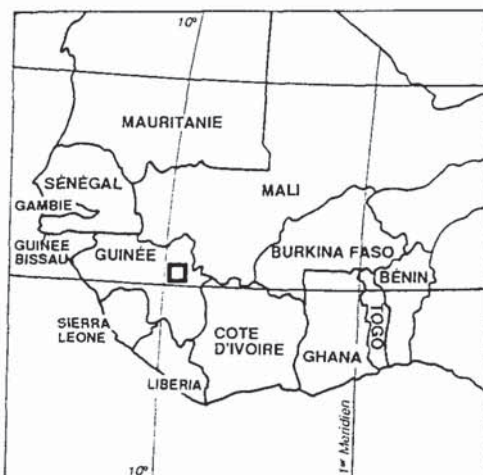 10°
MAURITANIE
SÉNÉGAL
MALI
GAMBIE
GUINÉE
BISSAU
GUINÉE
BURKINA FASO
BÉNIN
SIERRA
LEONE
COTE
D'IVOIRE
GHANA
TOGO
LIBERIA
10°
1er Meridien